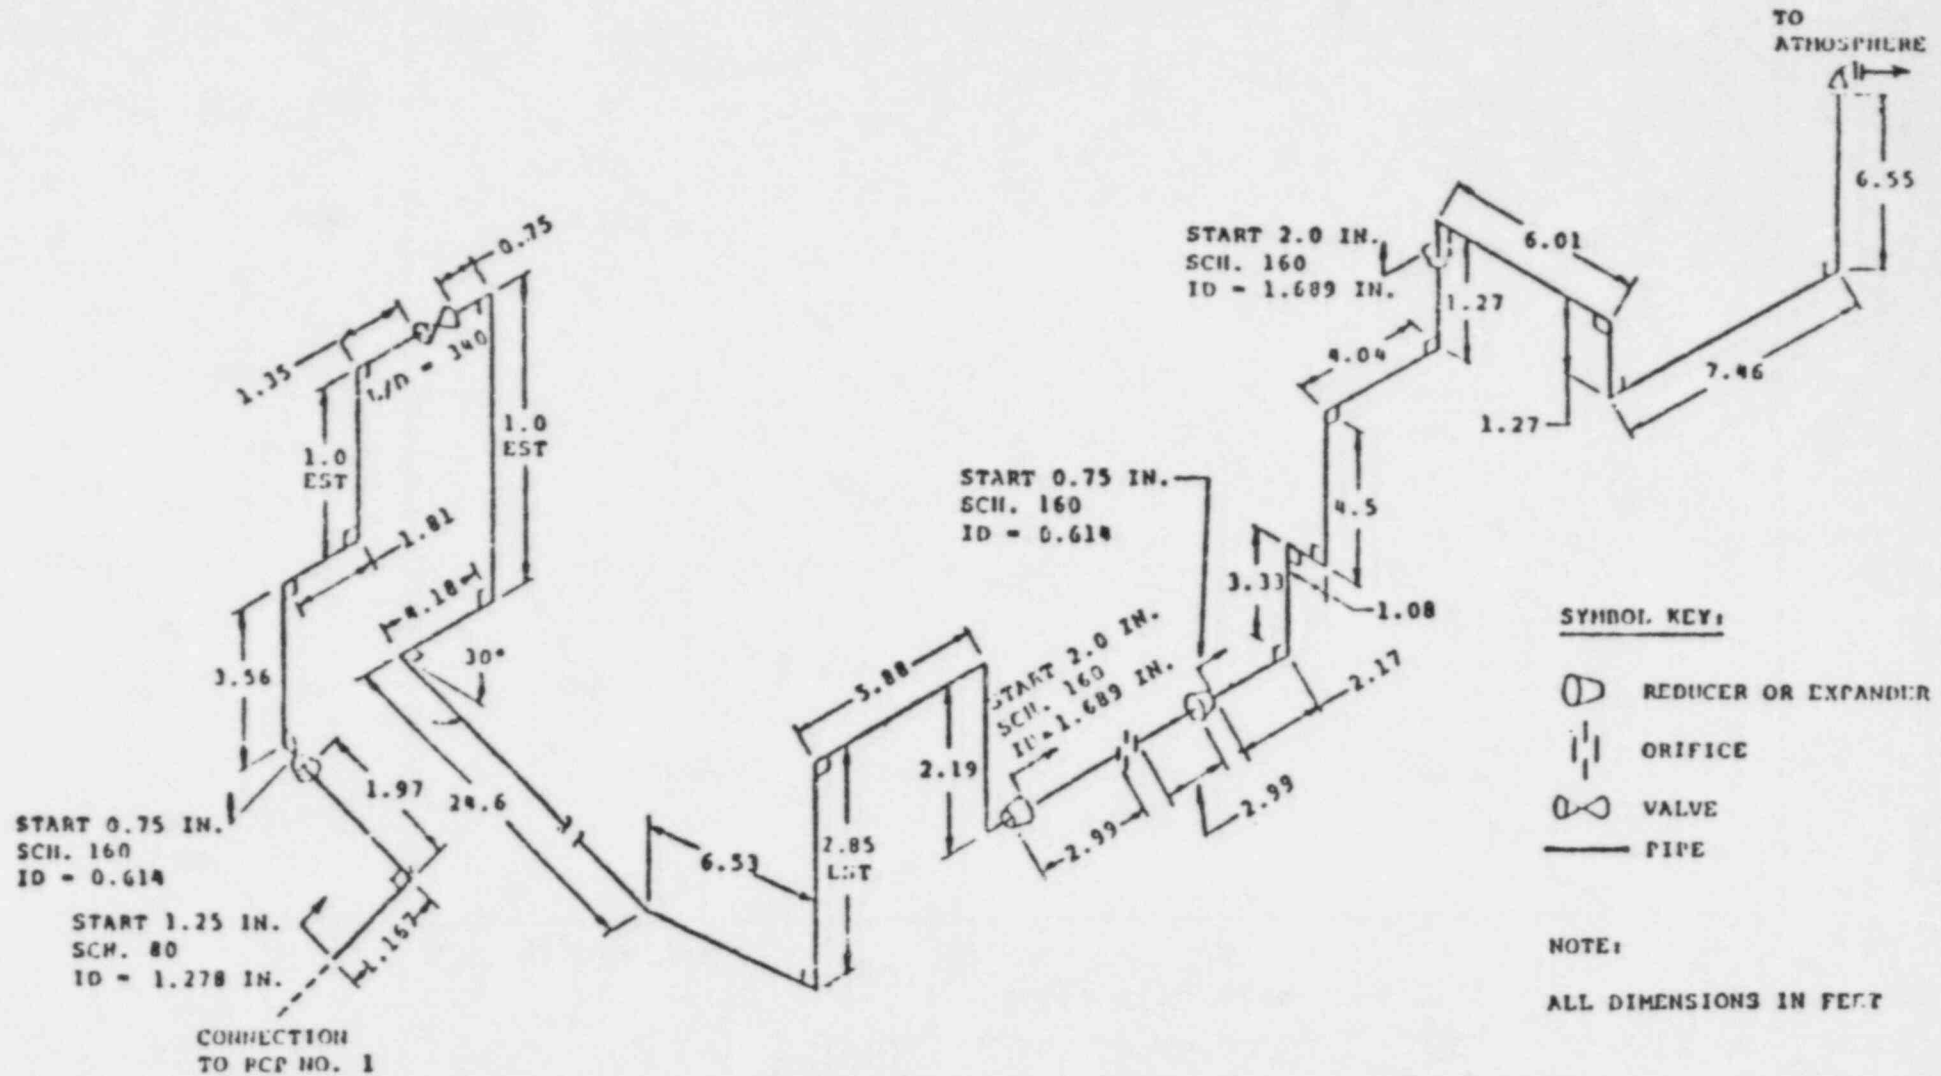 TO
ATMOSPHERE
6.55
0.75
START 2.0 IN.
SCH. 160
ID = 1.689 IN.
6.01
1.27
1.35
L/D = 340
4.04
7.46
1.0
EST
1.0
EST
1.27
START 0.75 IN.
SCH. 160
ID = 0.614
4.5
1.81
3.33
1.08
4.18
30°
3.56
START 2.0 IN.
SCH. 160
ID = 1.689 IN.
5.88
2.17
SYMBOL KEY:
REDUCER OR EXPANDER
ORIFICE
VALVE
PIPE
2.19
1.97
24.6
2.99
2.99
START 0.75 IN.
SCH. 160
ID = 0.614
6.53
2.85
EST
START 1.25 IN.
SCH. 80
ID = 1.278 IN.
1.167
NOTE:
ALL DIMENSIONS IN FEET
CONNECTION
TO RCP NO. 1